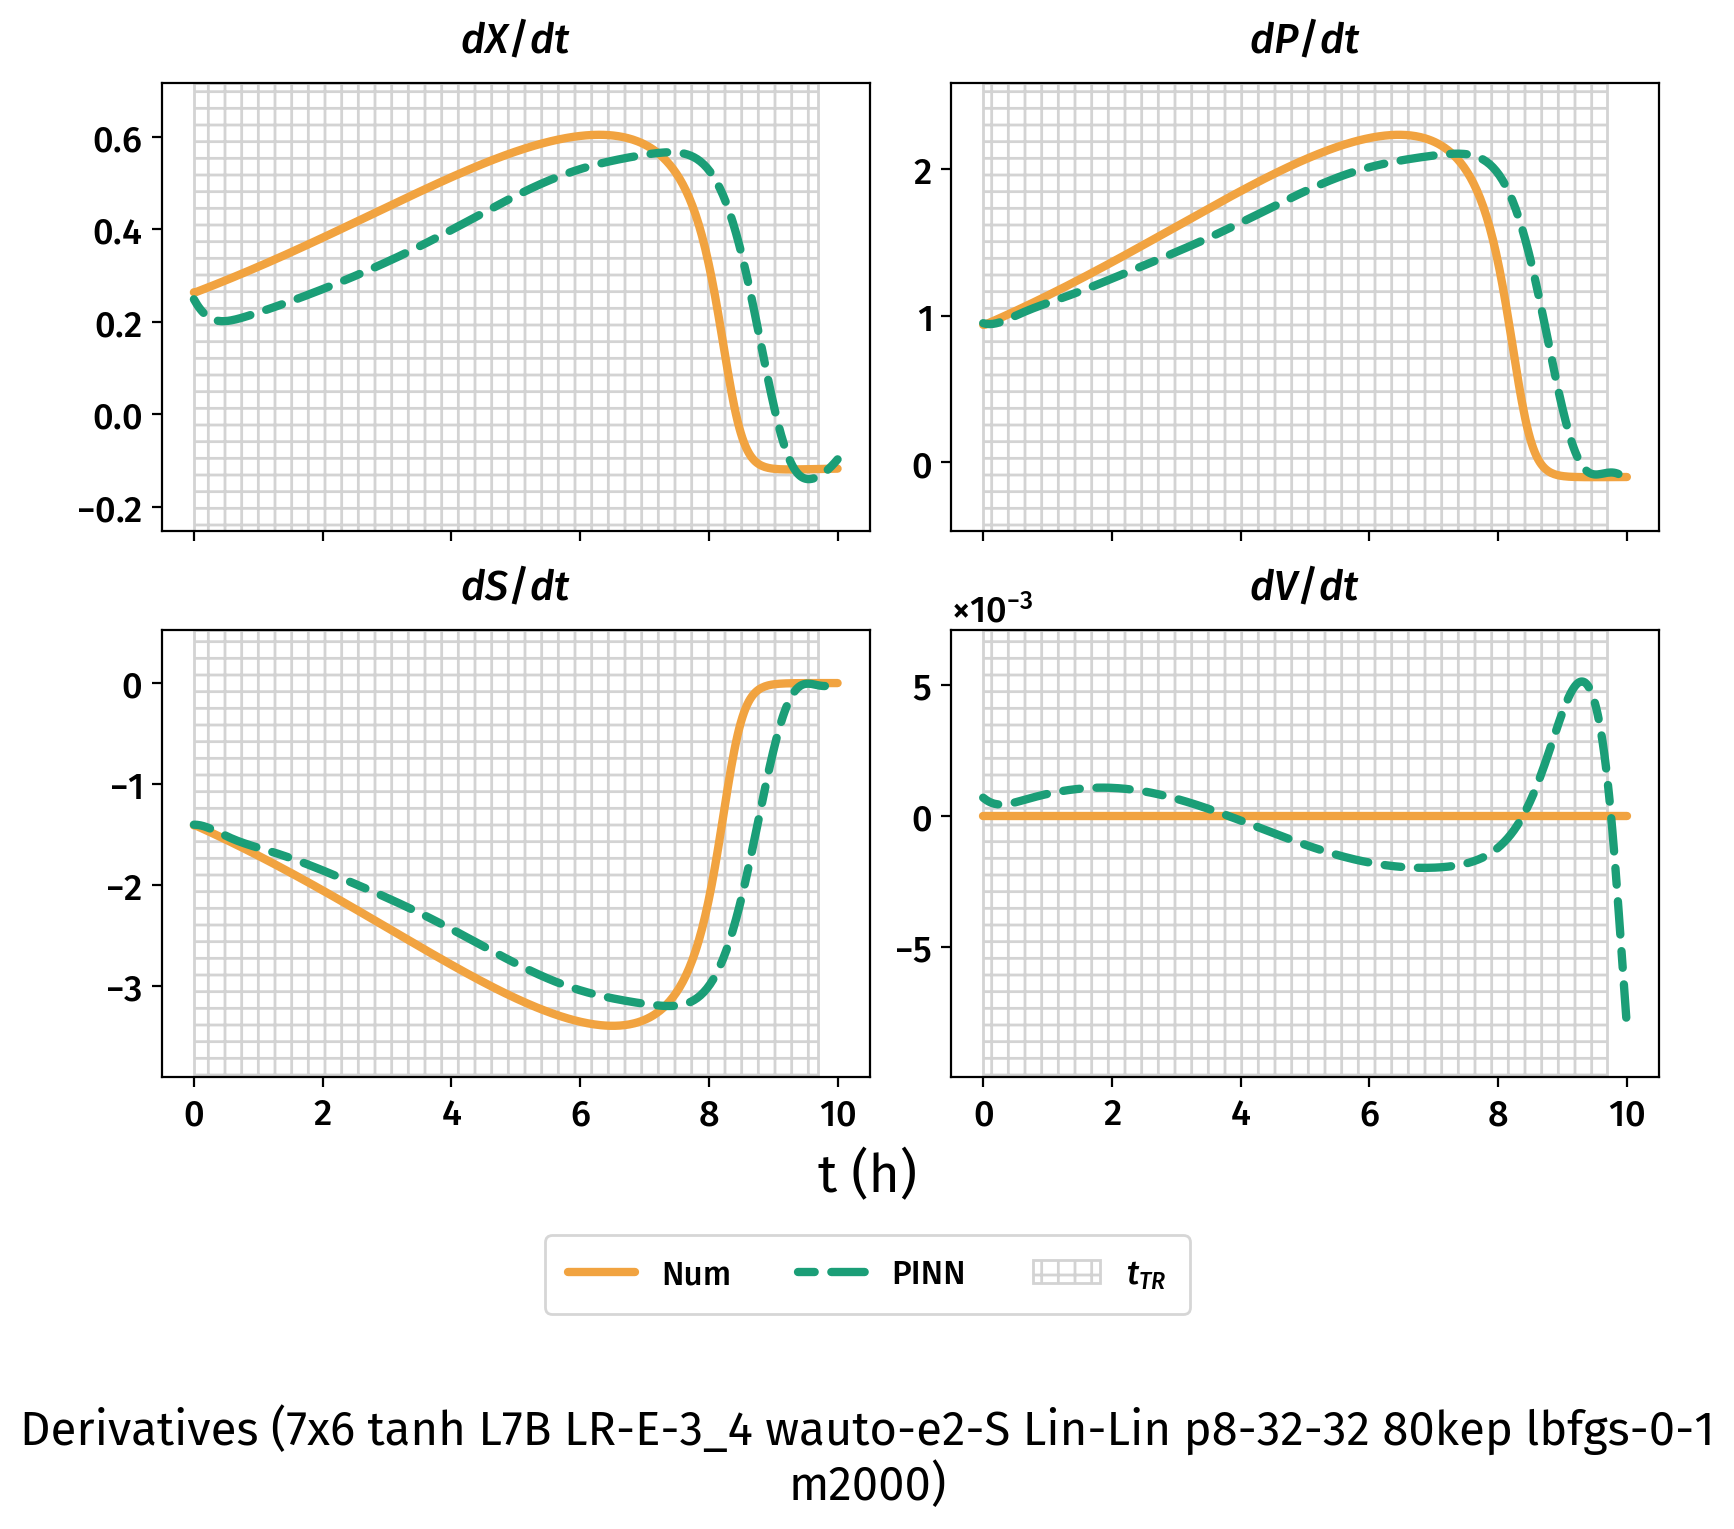 dX/dt
dP/dt
0.6
0.4
0.2
0.0
−0.2
2
1
0
dS/dt
dV/dt
×10⁻³
0
−1
−2
−3
5
0
−5
0 2 4 6 8 10
0 2 4 6 8 10
t (h)
Num PINN t_TR
Derivatives (7x6 tanh L7B LR-E-3_4 wauto-e2-S Lin-Lin p8-32-32 80kep lbfgs-0-1
m2000)